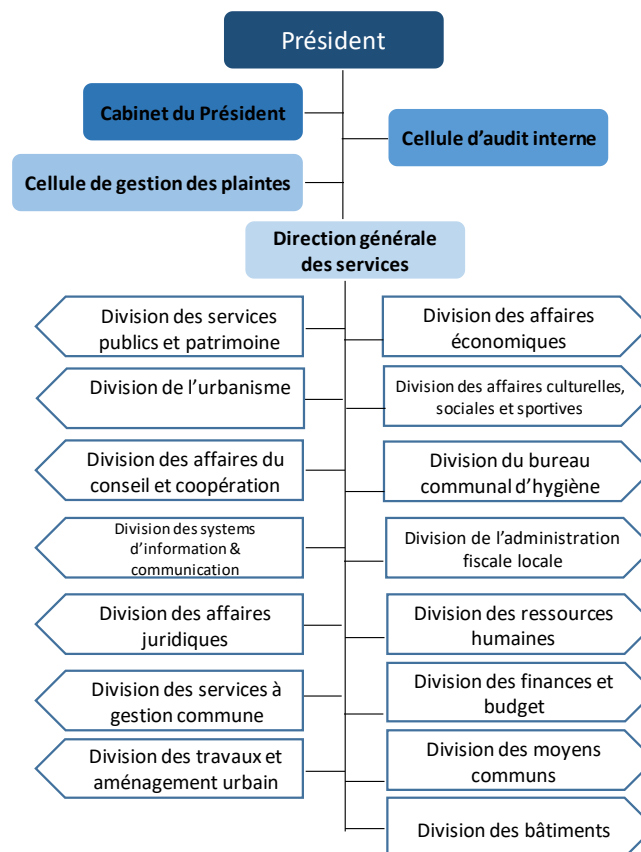 Président
Cabinet du Président
Cellule d'audit interne
Cellule de gestion des plaintes
Direction générale
des services
Division des services
publics et patrimoine
Division des affaires
économiques
Division de l'urbanisme
Division des affaires culturelles,
sociales et sportives
Division des affaires du
conseil et coopération
Division du bureau
communal d'hygiène
Division des systems
d'information &
communication
Division de l'administration
fiscale locale
Division des affaires
juridiques
Division des ressources
humaines
Division des services à
gestion commune
Division des finances et
budget
Division des travaux et
aménagement urbain
Division des moyens
communs
Division des bâtiments